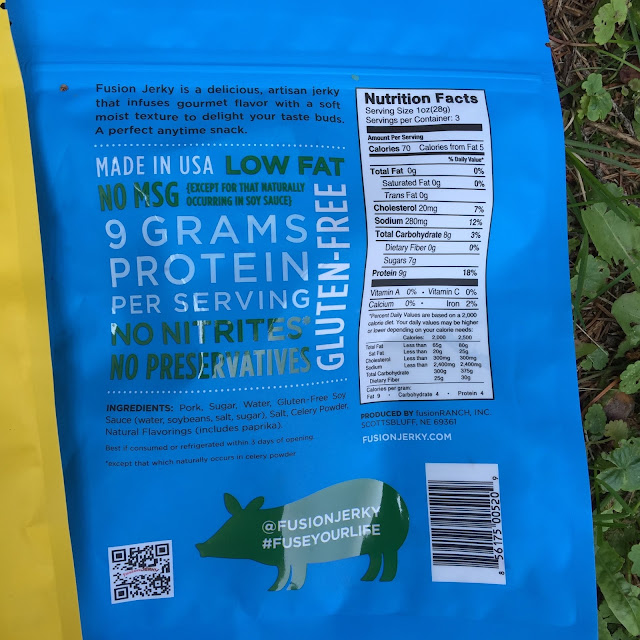 Fusion Jerky is a delicious, artisan jerky
that infuses gourmet flavor with a soft
moist texture to delight your taste buds.
A perfect anytime snack.
MADE IN USA LOW FAT
NO MSG {EXCEPT FOR THAT NATURALLY
OCCURRING IN SOY SAUCE}
9 GRAMS
PROTEIN
PER SERVING
NO NITRITES*
NO PRESERVATIVES
GLUTEN-FREE
INGREDIENTS: Pork, Sugar, Water, Gluten-Free Soy
Sauce (water, soybeans, salt, sugar), Salt, Celery Powder,
Natural Flavorings (includes paprika).
Best if consumed or refrigerated within 3 days of opening
*Except that which naturally occurs in celery powder
Nutrition Facts
Serving Size 1oz(28g)
Servings per Container: 3
Amount Per Serving
Calories 70 Calories from Fat 5
% Daily Value*
Total Fat 0g 0%
Saturated Fat 0g 0%
Trans Fat 0g
Cholesterol 20mg 7%
Sodium 280mg 12%
Total Carbohydrate 8g 3%
Dietary Fiber 0g 0%
Sugars 7g
Protein 9g 18%
Vitamin A 0% • Vitamin C 0%
Calcium 0% • Iron 2%
*Percent Daily Values are based on a 2,000
calorie diet. Your daily values may be higher
or lower depending on your calorie needs:
Calories: 2,000 2,500
Total Fat Less than 65g 80g
Sat Fat Less than 20g 25g
Cholesterol Less than 300mg 300mg
Sodium Less than 2,400mg 2,400mg
Total Carbohydrate 300g 375g
Dietary Fiber 25g 30g
Calories per gram:
Fat 9 • Carbohydrate 4 • Protein 4
PRODUCED BY fusionRANCH, INC.
SCOTTSBLUFF, NE 69361
FUSIONJERKY.COM
@FUSIONJERKY
#FUSEYOURLIFE
8 56175 00520 9